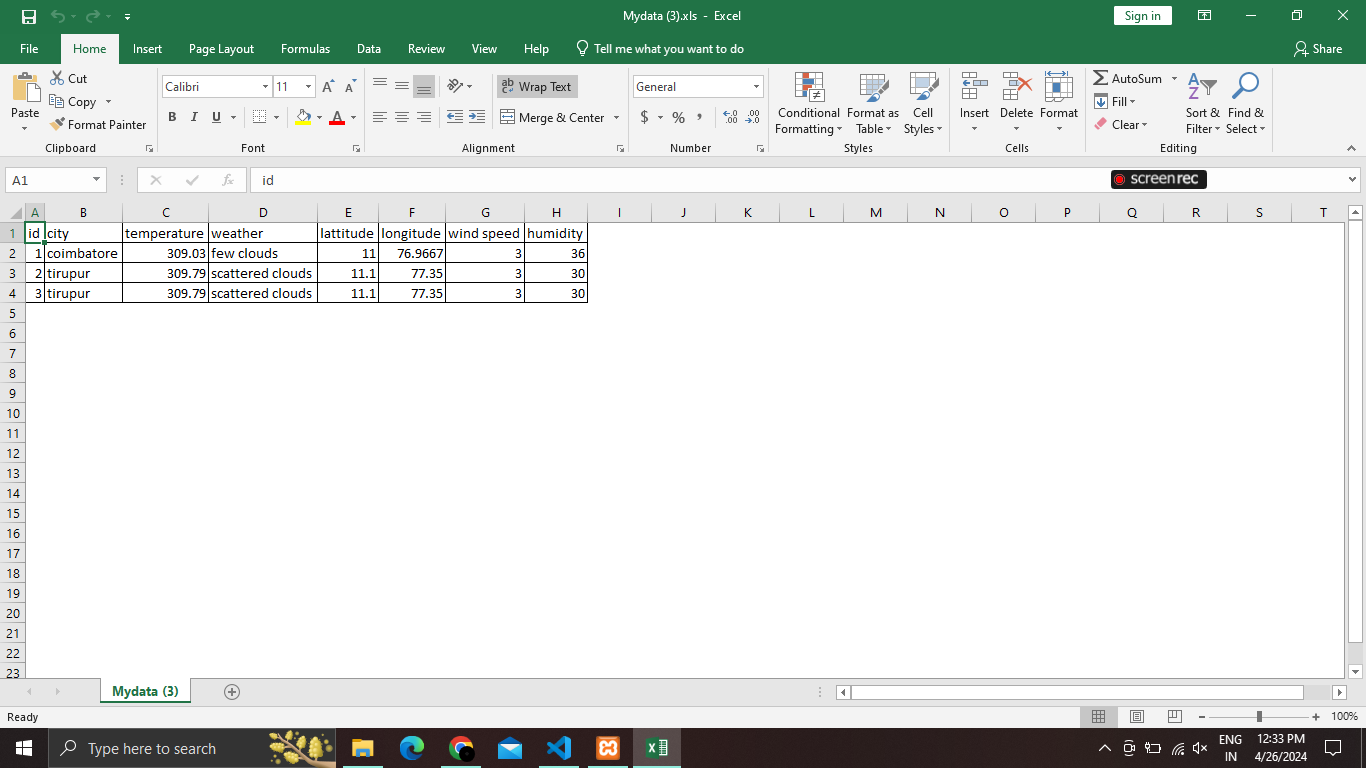 Mydata (3).xls - Excel
Sign in
File Home Insert Page Layout Formulas Data Review View Help Tell me what you want to do Share
Paste
Cut
Copy
Format Painter
Clipboard
Calibri 11
B I U
Font
Wrap Text
Merge & Center
Alignment
General
$ % ,
Number
Conditional Formatting
Format as Table
Cell Styles
Styles
Insert Delete Format
Cells
AutoSum
Fill
Clear
Sort & Filter
Find & Select
Editing
A1 fx id
screenrec
A B C D E F G H I J K L M N O P Q R S T
1 id city temperature weather lattitude longitude wind speed humidity
2 1 coimbatore 309.03 few clouds 11 76.9667 3 36
3 2 tirupur 309.79 scattered clouds 11.1 77.35 3 30
4 3 tirupur 309.79 scattered clouds 11.1 77.35 3 30
5
6
7
8
9
10
11
12
13
14
15
16
17
18
19
20
21
22
23
Mydata (3)
Ready 100%
Type here to search
ENG
IN
12:33 PM
4/26/2024